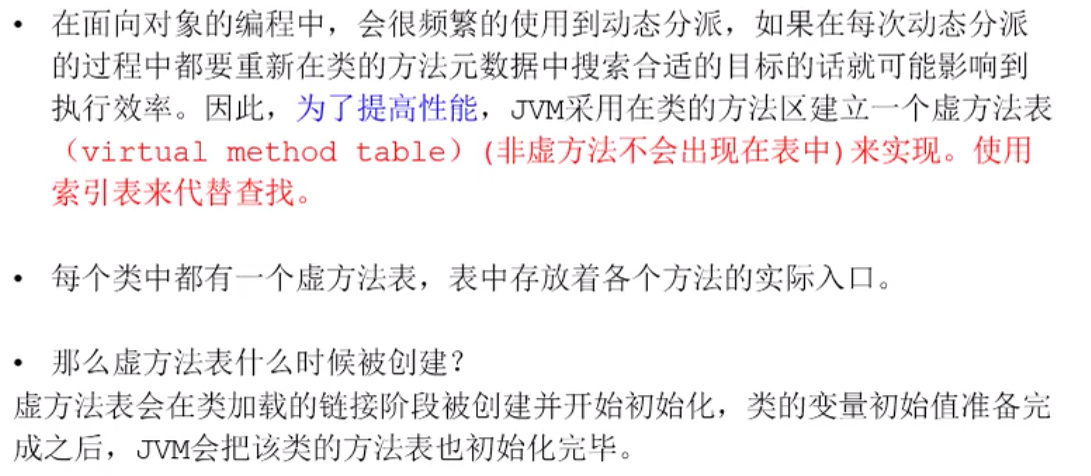 • 在面向对象的编程中，会很频繁的使用到动态分派，如果在每次动态分派
的过程中都要重新在类的方法元数据中搜索合适的目标的话就可能影响到
执行效率。因此，为了提高性能，JVM采用在类的方法区建立一个虚方法表
（virtual method table）(非虚方法不会出现在表中)来实现。使用
索引表来代替查找。
• 每个类中都有一个虚方法表，表中存放着各个方法的实际入口。
• 那么虚方法表什么时候被创建？
虚方法表会在类加载的链接阶段被创建并开始初始化，类的变量初始值准备完
成之后，JVM会把该类的方法表也初始化完毕。